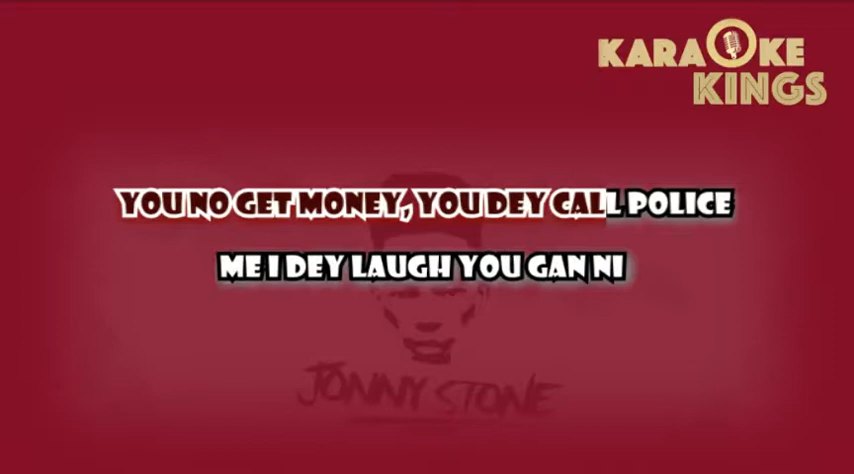 KARAOKE
KINGS
YOU NO GET MONEY, YOU DEY CALL POLICE
ME I DEY LAUGH YOU GAN NI
JONNY STONE